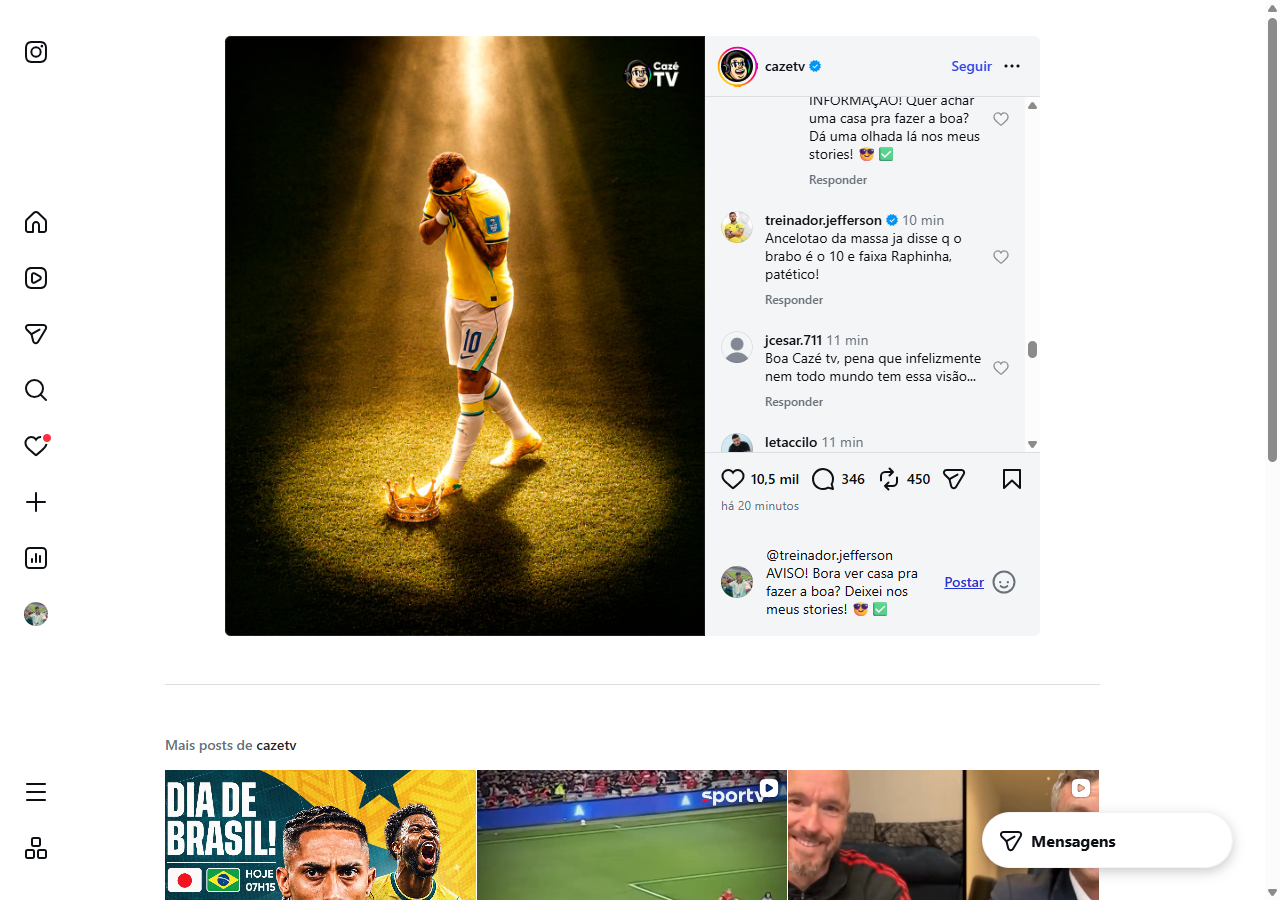 Cazé
TV
10
cazetv
Seguir
INFORMAÇÃO! Quer achar
uma casa pra fazer a boa?
Dá uma olhada lá nos meus
stories! 😎 ✅
Responder
treinador.jefferson 10 min
Ancelotao da massa ja disse q o
brabo é o 10 e faixa Raphinha,
patético!
Responder
jcesar.711 11 min
Boa Cazé tv, pena que infelizmente
nem todo mundo tem essa visão...
Responder
letaccilo 11 min
10,5 mil 346 450
há 20 minutos
@treinador.jefferson
AVISO! Bora ver casa pra
fazer a boa? Deixei nos
meus stories! 😎 ✅
Postar
Mais posts de cazetv
DIA DE
BRASIL!
HOJE
07H15
sportv
Mensagens